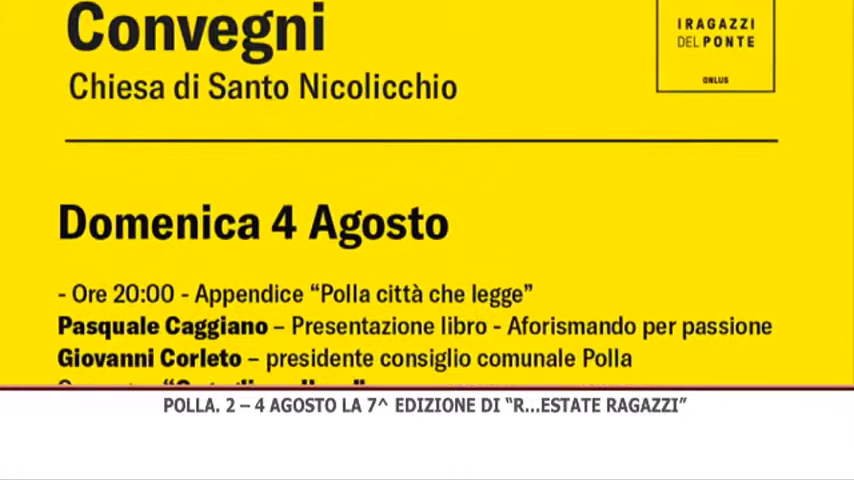 Convegni
I RAGAZZI
DEL PONTE
ONLUS
Chiesa di Santo Nicolicchio
Domenica 4 Agosto
- Ore 20:00 - Appendice “Polla città che legge”
Pasquale Caggiano – Presentazione libro - Aforismando per passione
Giovanni Corleto – presidente consiglio comunale Polla
POLLA. 2 – 4 AGOSTO LA 7^ EDIZIONE DI “R...ESTATE RAGAZZI”